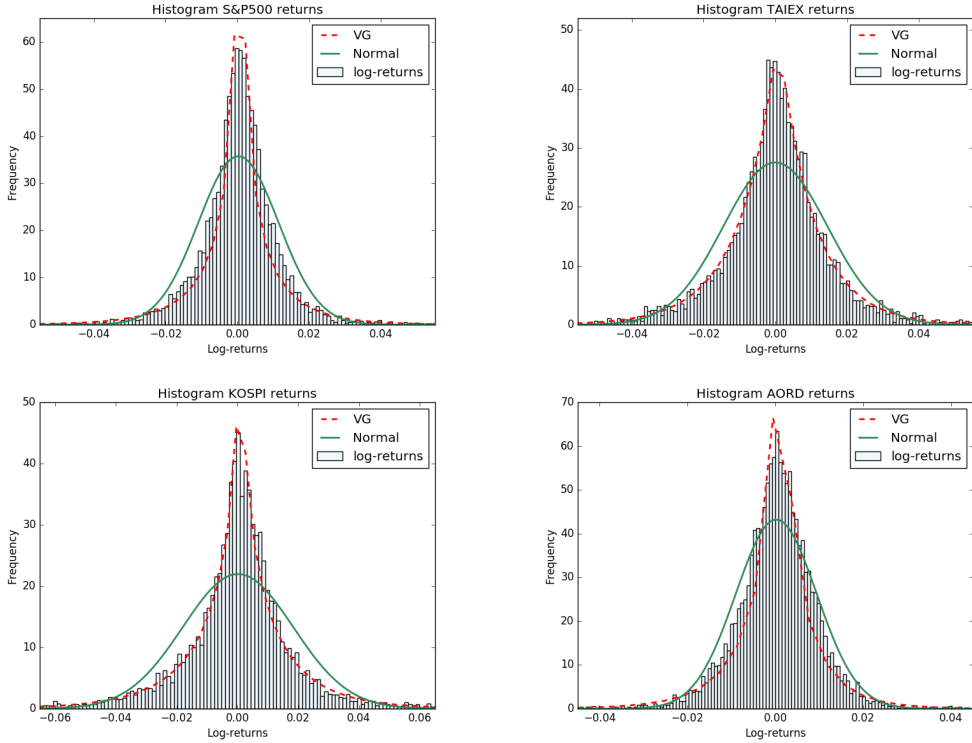 Histogram S&P500 returns
Frequency
60
50
40
30
20
10
0
−0.04
−0.02
0.00
0.02
0.04
Log-returns
VG
Normal
log-returns
Histogram TAIEX returns
Frequency
50
40
30
20
10
0
−0.04
−0.02
0.00
0.02
0.04
Log-returns
VG
Normal
log-returns
Histogram KOSPI returns
Frequency
50
40
30
20
10
0
−0.06
−0.04
−0.02
0.00
0.02
0.04
0.06
Log-returns
VG
Normal
log-returns
Histogram AORD returns
Frequency
70
60
50
40
30
20
10
0
−0.04
−0.02
0.00
0.02
0.04
Log-returns
VG
Normal
log-returns